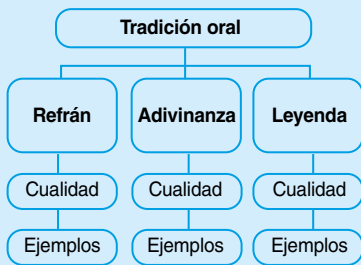 Tradición oral
Refrán Adivinanza Leyenda
Cualidad Cualidad Cualidad
Ejemplos Ejemplos Ejemplos